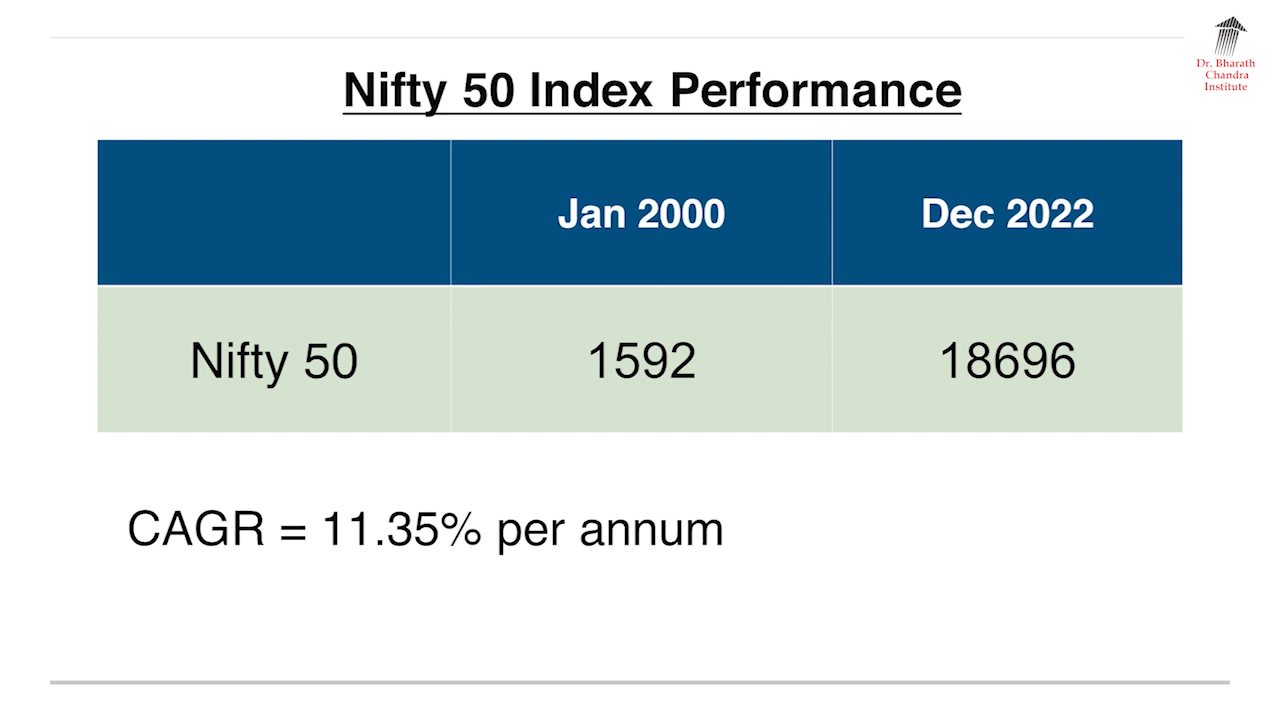 Dr. Bharath
Chandra
Institute
Nifty 50 Index Performance
Jan 2000 Dec 2022
Nifty 50 1592 18696
CAGR = 11.35% per annum